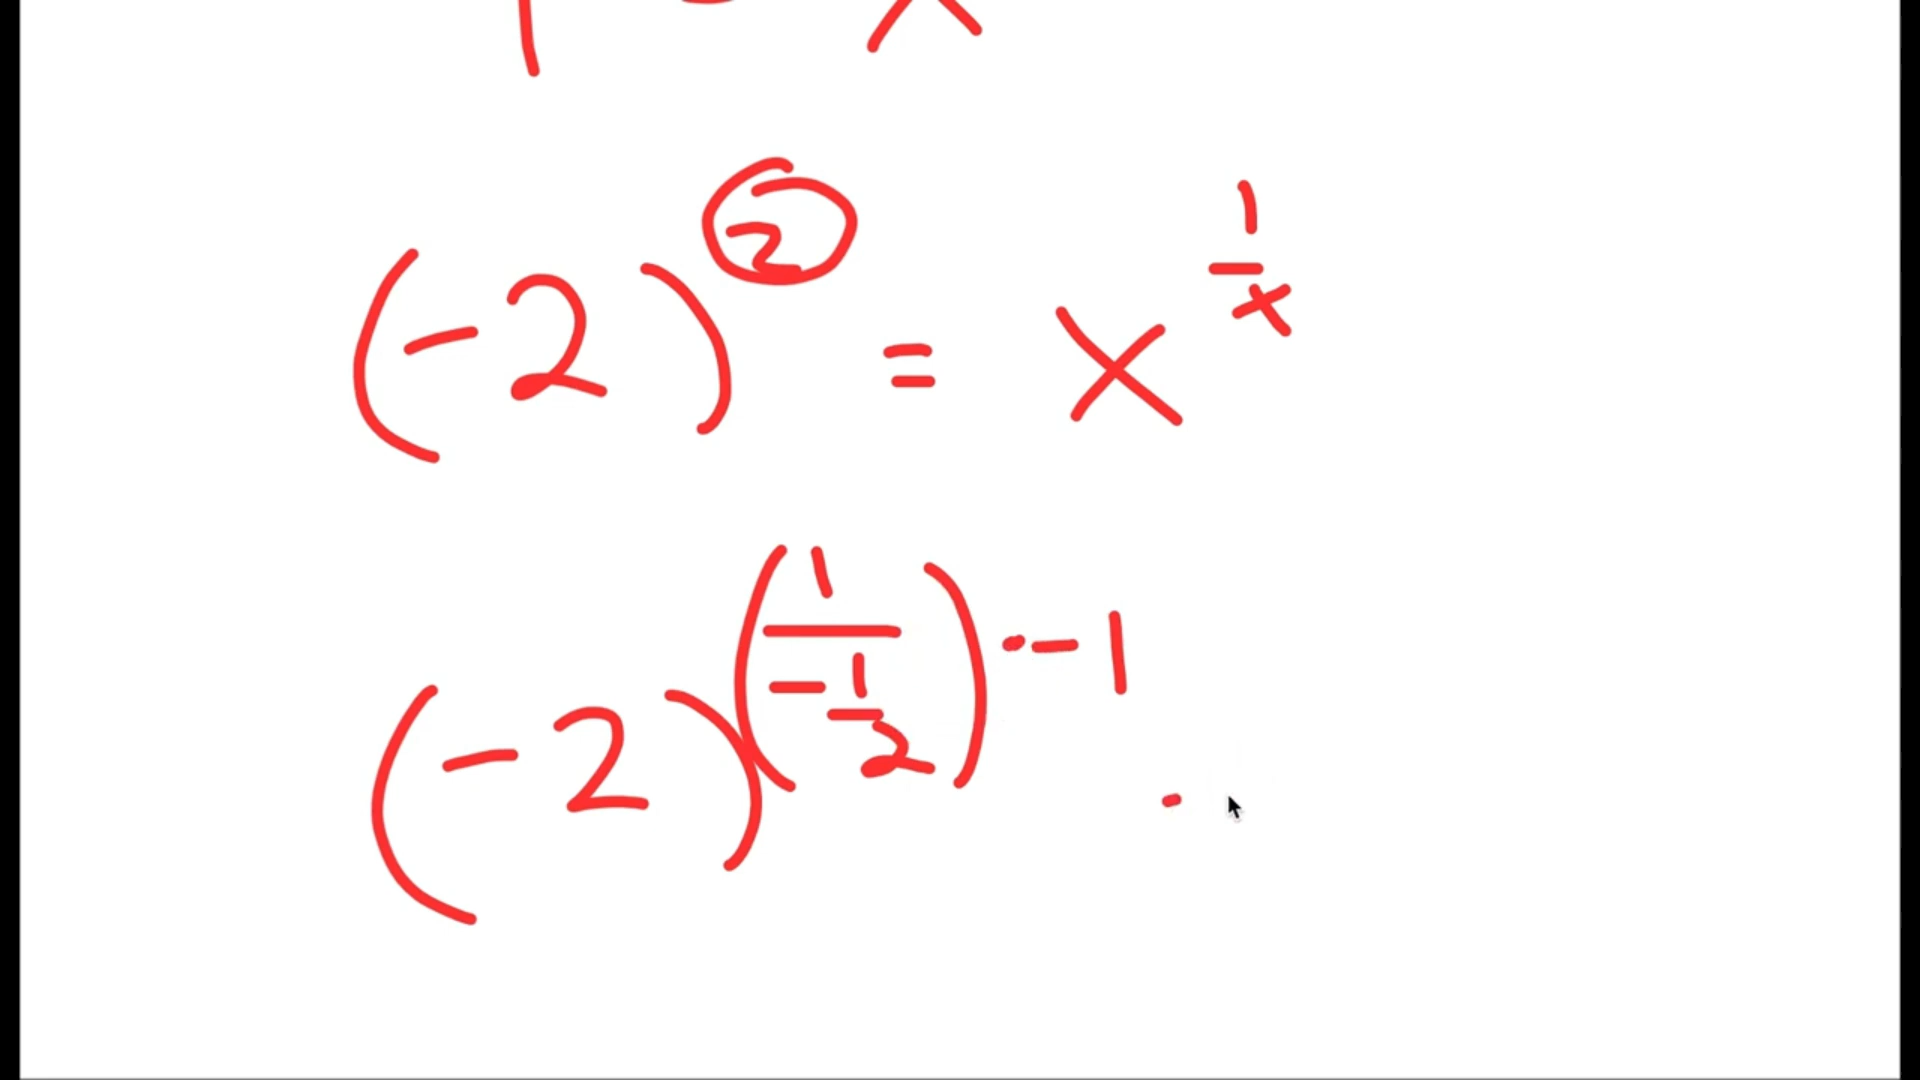 (-2)^2 = x^(1/x)
(-2)^(1/(-1/2)) · -1